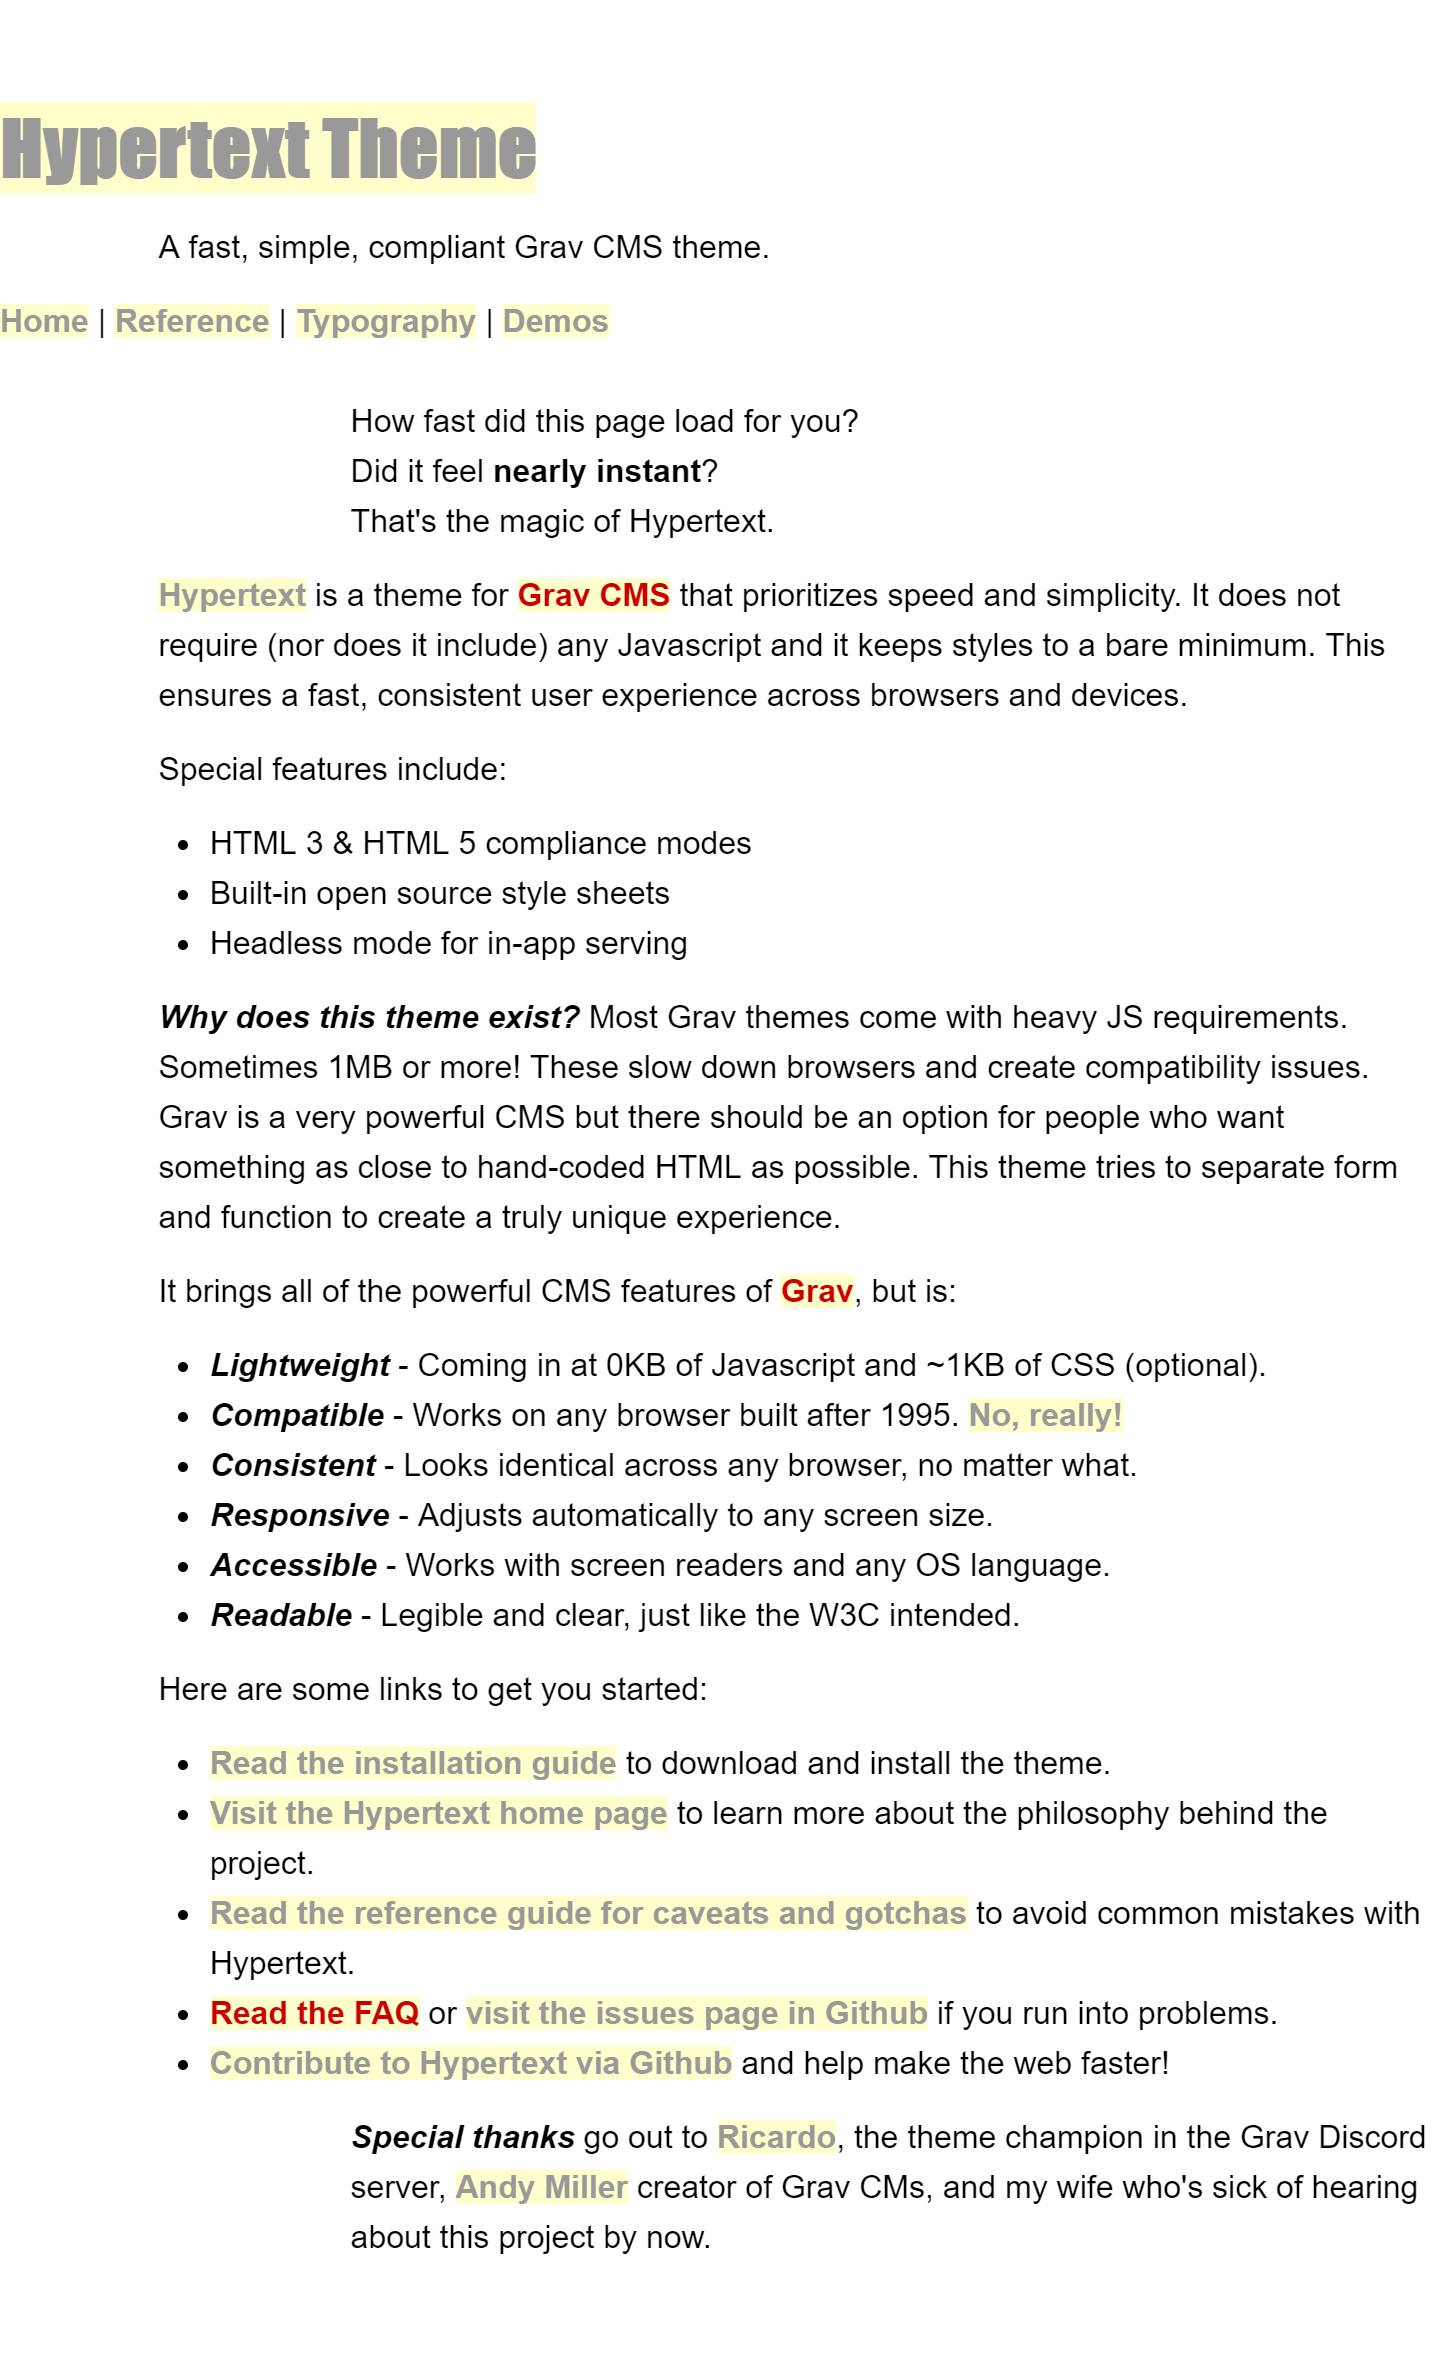 Hypertext Theme
A fast, simple, compliant Grav CMS theme.
Home | Reference | Typography | Demos
How fast did this page load for you?
Did it feel nearly instant?
That's the magic of Hypertext.
Hypertext is a theme for Grav CMS that prioritizes speed and simplicity. It does not
require (nor does it include) any Javascript and it keeps styles to a bare minimum. This
ensures a fast, consistent user experience across browsers and devices.
Special features include:
• HTML 3 & HTML 5 compliance modes
• Built-in open source style sheets
• Headless mode for in-app serving
Why does this theme exist? Most Grav themes come with heavy JS requirements.
Sometimes 1MB or more! These slow down browsers and create compatibility issues.
Grav is a very powerful CMS but there should be an option for people who want
something as close to hand-coded HTML as possible. This theme tries to separate form
and function to create a truly unique experience.
It brings all of the powerful CMS features of Grav, but is:
• Lightweight - Coming in at 0KB of Javascript and ~1KB of CSS (optional).
• Compatible - Works on any browser built after 1995. No, really!
• Consistent - Looks identical across any browser, no matter what.
• Responsive - Adjusts automatically to any screen size.
• Accessible - Works with screen readers and any OS language.
• Readable - Legible and clear, just like the W3C intended.
Here are some links to get you started:
• Read the installation guide to download and install the theme.
• Visit the Hypertext home page to learn more about the philosophy behind the
project.
• Read the reference guide for caveats and gotchas to avoid common mistakes with
Hypertext.
• Read the FAQ or visit the issues page in Github if you run into problems.
• Contribute to Hypertext via Github and help make the web faster!
Special thanks go out to Ricardo, the theme champion in the Grav Discord
server, Andy Miller creator of Grav CMs, and my wife who's sick of hearing
about this project by now.